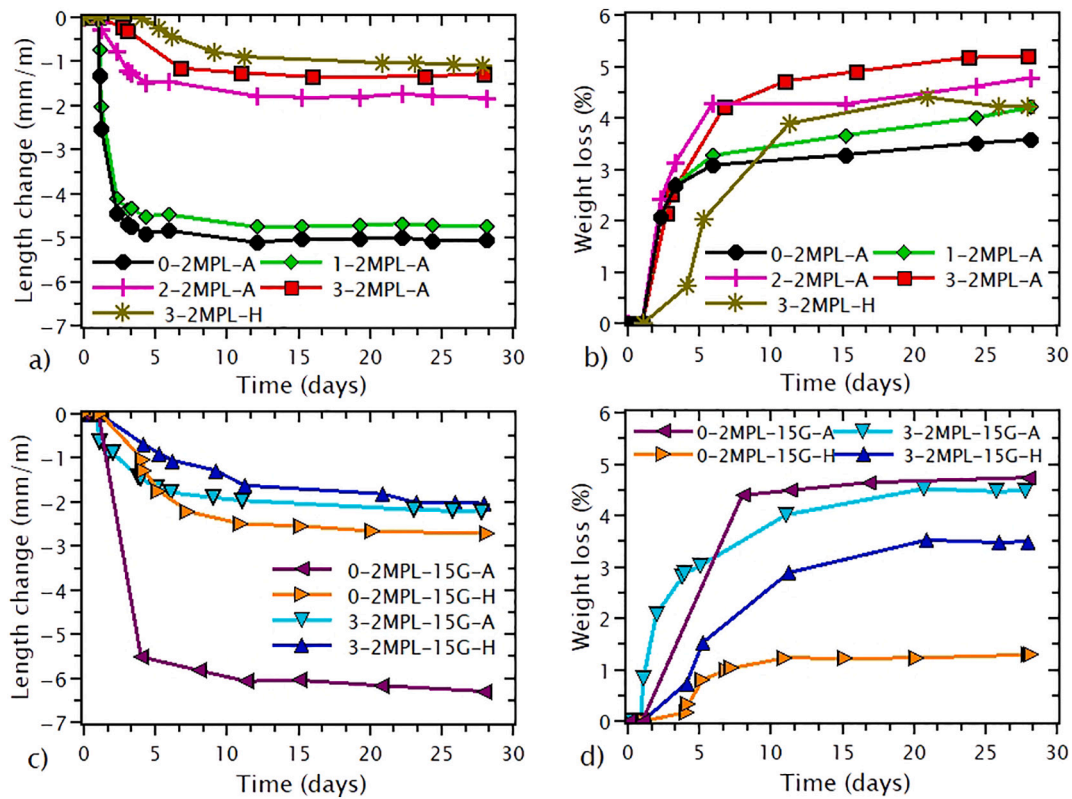 0
-1
-2
-3
-4
-5
-6
-7
Length change (mm/m)
0-2MPL-A 1-2MPL-A
2-2MPL-A 3-2MPL-A
3-2MPL-H
0 5 10 15 20 25 30
a) Time (days)
6
5
4
3
2
1
0
Weight loss (%)
0-2MPL-A 1-2MPL-A
2-2MPL-A 3-2MPL-A
3-2MPL-H
0 5 10 15 20 25 30
b) Time (days)
0
-1
-2
-3
-4
-5
-6
-7
Length change (mm/m)
0-2MPL-15G-A
0-2MPL-15G-H
3-2MPL-15G-A
3-2MPL-15G-H
0 5 10 15 20 25 30
c) Time (days)
6
5
4
3
2
1
0
Weight loss (%)
0-2MPL-15G-A 3-2MPL-15G-A
0-2MPL-15G-H 3-2MPL-15G-H
0 5 10 15 20 25 30
d) Time (days)